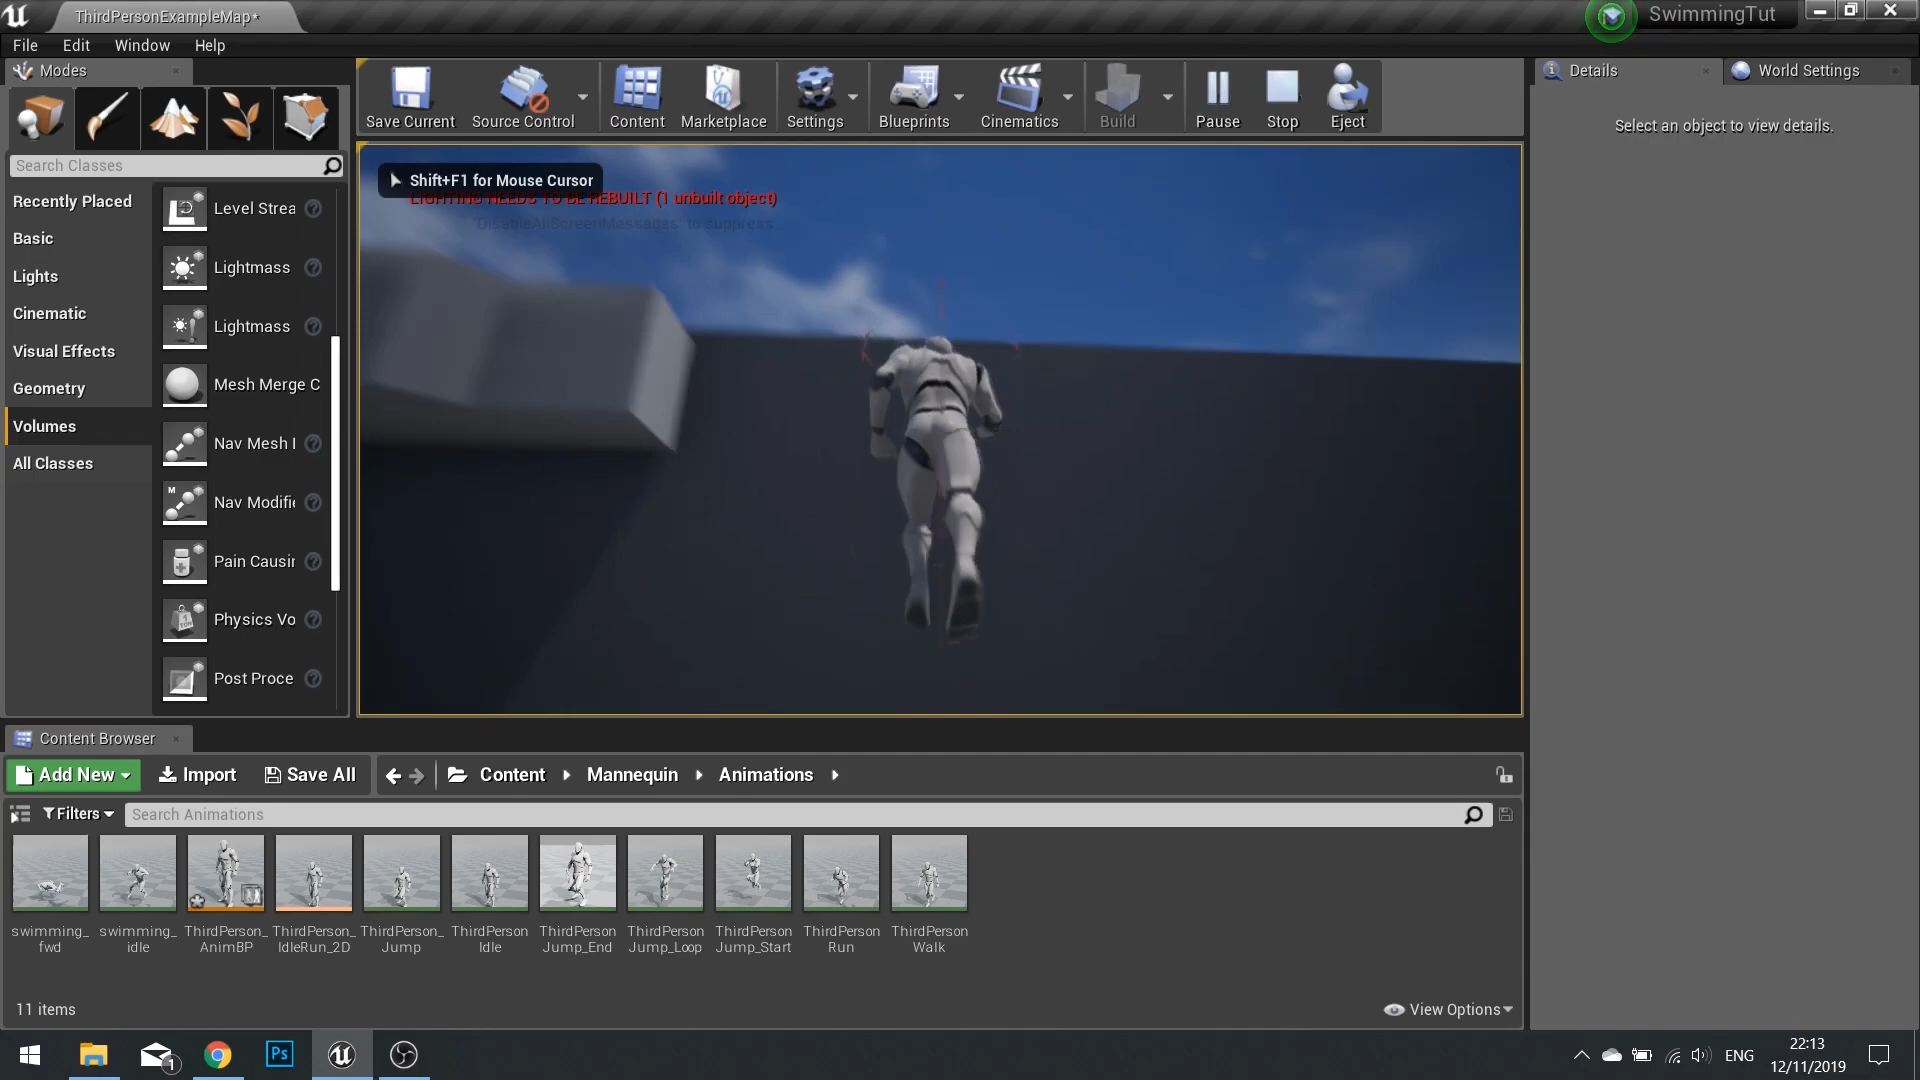 ThirdPersonExampleMap*
SwimmingTut
File Edit Window Help
Modes
Details
World Settings
Save Current
Source Control
Content
Marketplace
Settings
Blueprints
Cinematics
Build
Pause
Stop
Eject
Select an object to view details.
Search Classes
Recently Placed
Basic
Lights
Cinematic
Visual Effects
Geometry
Volumes
All Classes
Level Strea
Lightmass
Lightmass
Mesh Merge C
Nav Mesh I
Nav Modifie
Pain Causin
Physics Vo
Post Proce
Shift+F1 for Mouse Cursor
LIGHTING NEEDS TO BE REBUILT (1 unbuilt object)
'DisableAllScreenMessages' to suppress
Content Browser
Add New
Import
Save All
Content
Mannequin
Animations
Filters
Search Animations
swimming_
fwd
swimming_
idle
ThirdPerson_
AnimBP
ThirdPerson_
IdleRun_2D
ThirdPerson_
Jump
ThirdPerson
Idle
ThirdPerson
Jump_End
ThirdPerson
Jump_Loop
ThirdPerson
Jump_Start
ThirdPerson
Run
ThirdPerson
Walk
11 items
View Options
1
Ps
ENG
22:13
12/11/2019